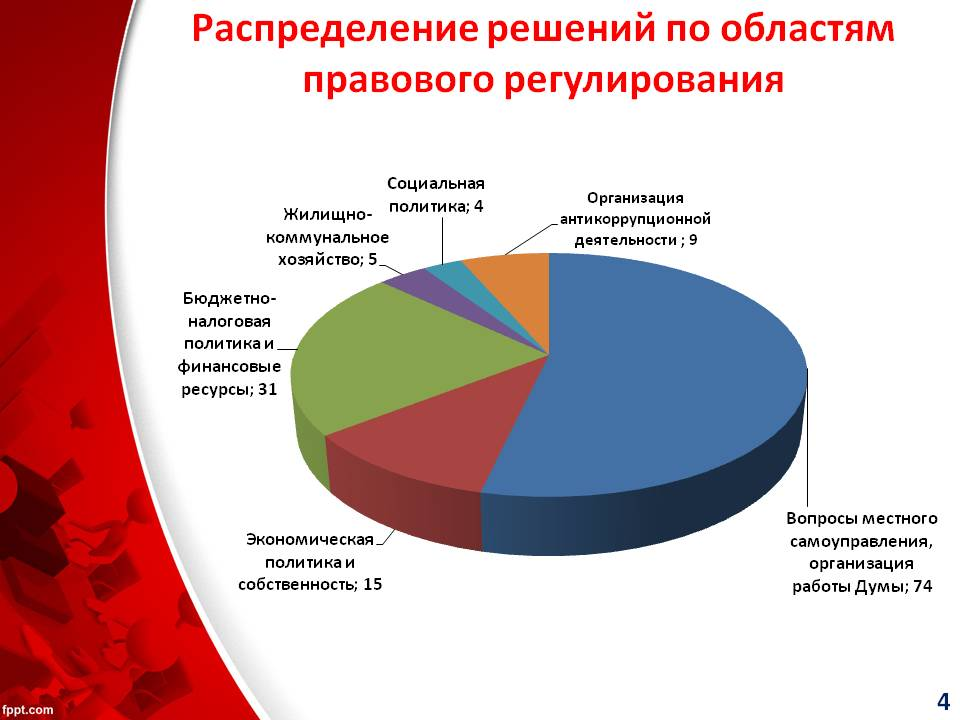 Распределение решений по областям
правового регулирования
Социальная
политика; 4
Организация
антикоррупционной
деятельности ; 9
Жилищно-
коммунальное
хозяйство; 5
Бюджетно-
налоговая
политика и
финансовые
ресурсы; 31
Экономическая
политика и
собственность; 15
Вопросы местного
самоуправления,
организация
работы Думы; 74
fppt.com
4